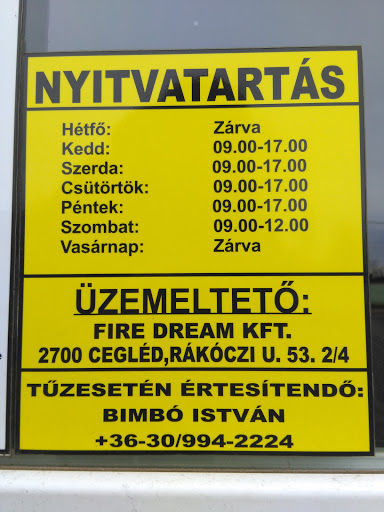 NYITVATARTÁS
Hétfő: Zárva
Kedd: 09.00-17.00
Szerda: 09.00-17.00
Csütörtök: 09.00-17.00
Péntek: 09.00-17.00
Szombat: 09.00-12.00
Vasárnap: Zárva
ÜZEMELTETŐ:
FIRE DREAM KFT.
2700 CEGLÉD,RÁKÓCZI U. 53. 2/4
TŰZESETÉN ÉRTESÍTENDŐ:
BIMBÓ ISTVÁN
+36-30/994-2224